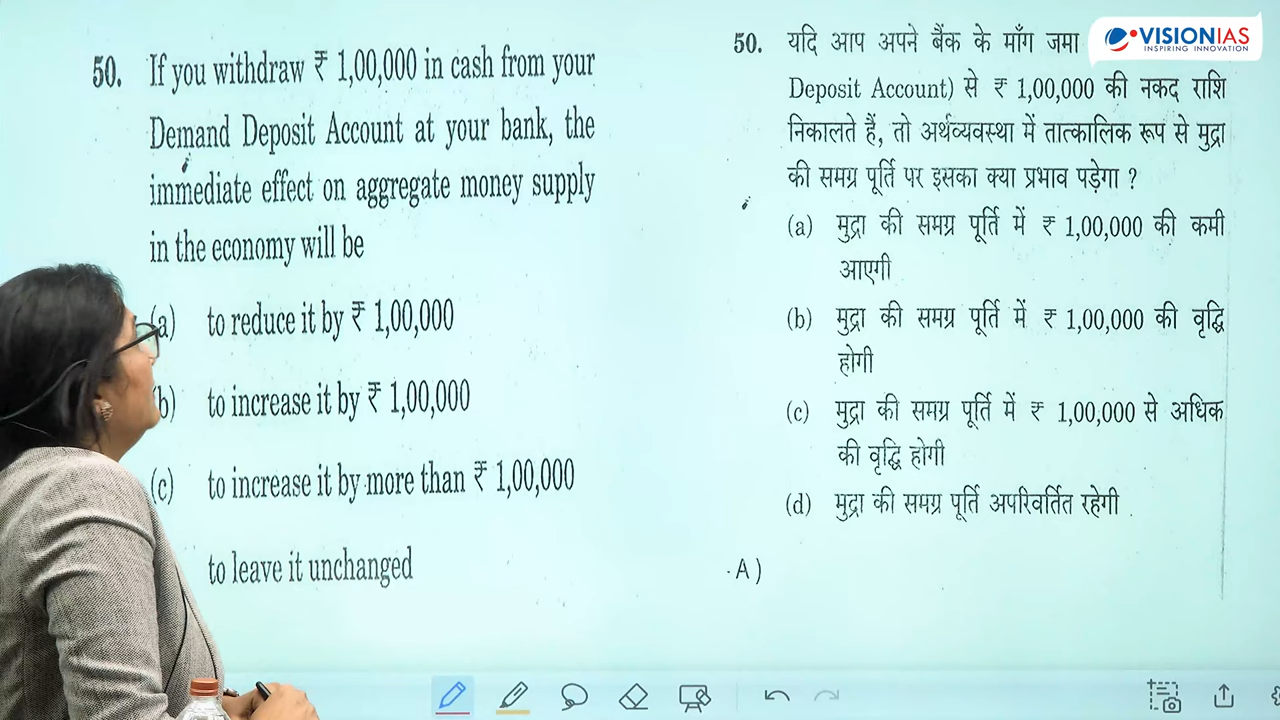 50. If you withdraw ₹ 1,00,000 in cash from your
Demand Deposit Account at your bank, the
immediate effect on aggregate money supply
in the economy will be
(a) to reduce it by ₹ 1,00,000
(b) to increase it by ₹ 1,00,000
(c) to increase it by more than ₹ 1,00,000
to leave it unchanged
50. यदि आप अपने बैंक के माँग जमा
Deposit Account) से ₹ 1,00,000 की नकद राशि
निकालते हैं, तो अर्थव्यवस्था में तात्कालिक रूप से मुद्रा
की समग्र पूर्ति पर इसका क्या प्रभाव पड़ेगा ?
(a) मुद्रा की समग्र पूर्ति में ₹ 1,00,000 की कमी
आएगी
(b) मुद्रा की समग्र पूर्ति में ₹ 1,00,000 की वृद्धि
होगी
(c) मुद्रा की समग्र पूर्ति में ₹ 1,00,000 से अधिक
की वृद्धि होगी
(d) मुद्रा की समग्र पूर्ति अपरिवर्तित रहेगी
A)
VISIONIAS
INSPIRING INNOVATION